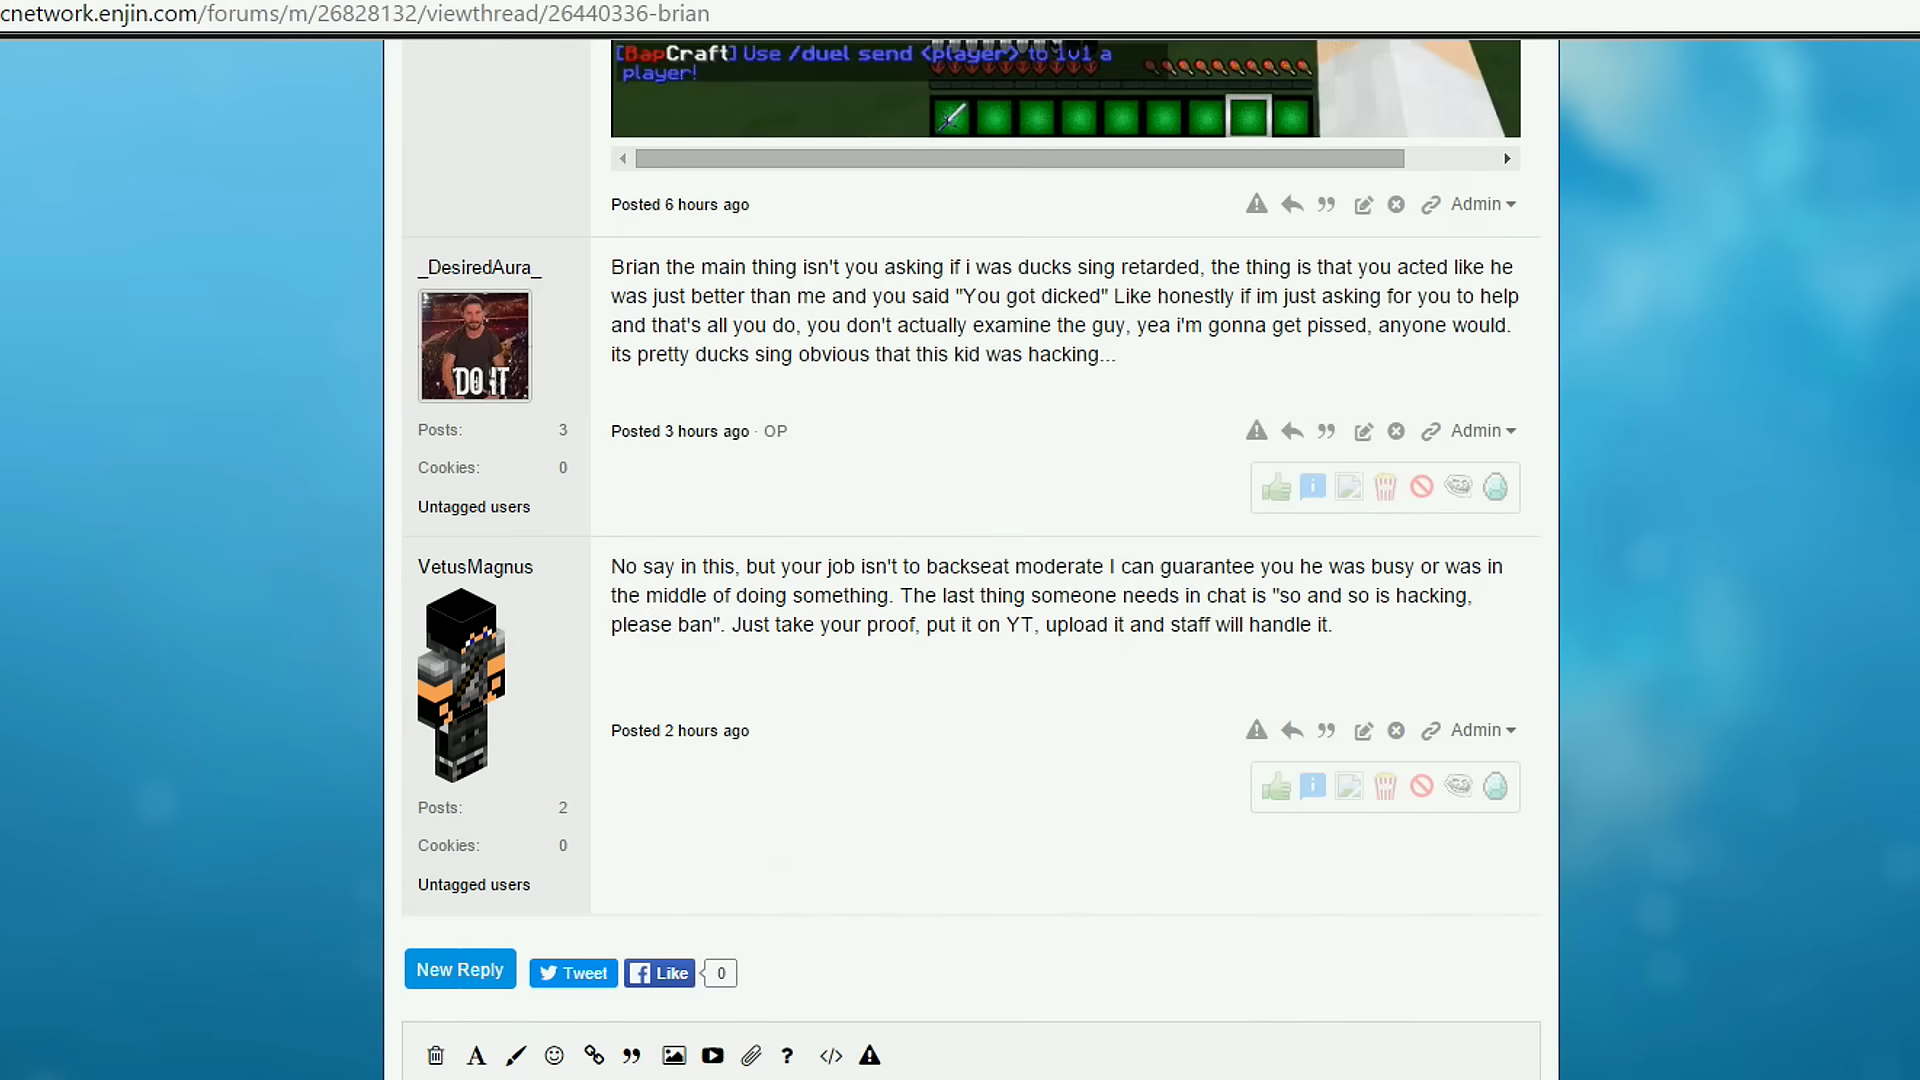 cnetwork.enjin.com/forums/m/26828132/viewthread/26440336-brian
[BapCraft] Use /duel send <player> to 1v1 a
player!
Posted 6 hours ago
Admin
_DesiredAura_
Brian the main thing isn't you asking if i was ducks sing retarded, the thing is that you acted like he
was just better than me and you said "You got dicked" Like honestly if im just asking for you to help
and that's all you do, you don't actually examine the guy, yea i'm gonna get pissed, anyone would.
its pretty ducks sing obvious that this kid was hacking...
DO IT
Posts: 3
Cookies: 0
Untagged users
Posted 3 hours ago · OP
Admin
VetusMagnus
No say in this, but your job isn't to backseat moderate I can guarantee you he was busy or was in
the middle of doing something. The last thing someone needs in chat is "so and so is hacking,
please ban". Just take your proof, put it on YT, upload it and staff will handle it.
Posted 2 hours ago
Admin
Posts: 2
Cookies: 0
Untagged users
New Reply
Tweet
Like
0